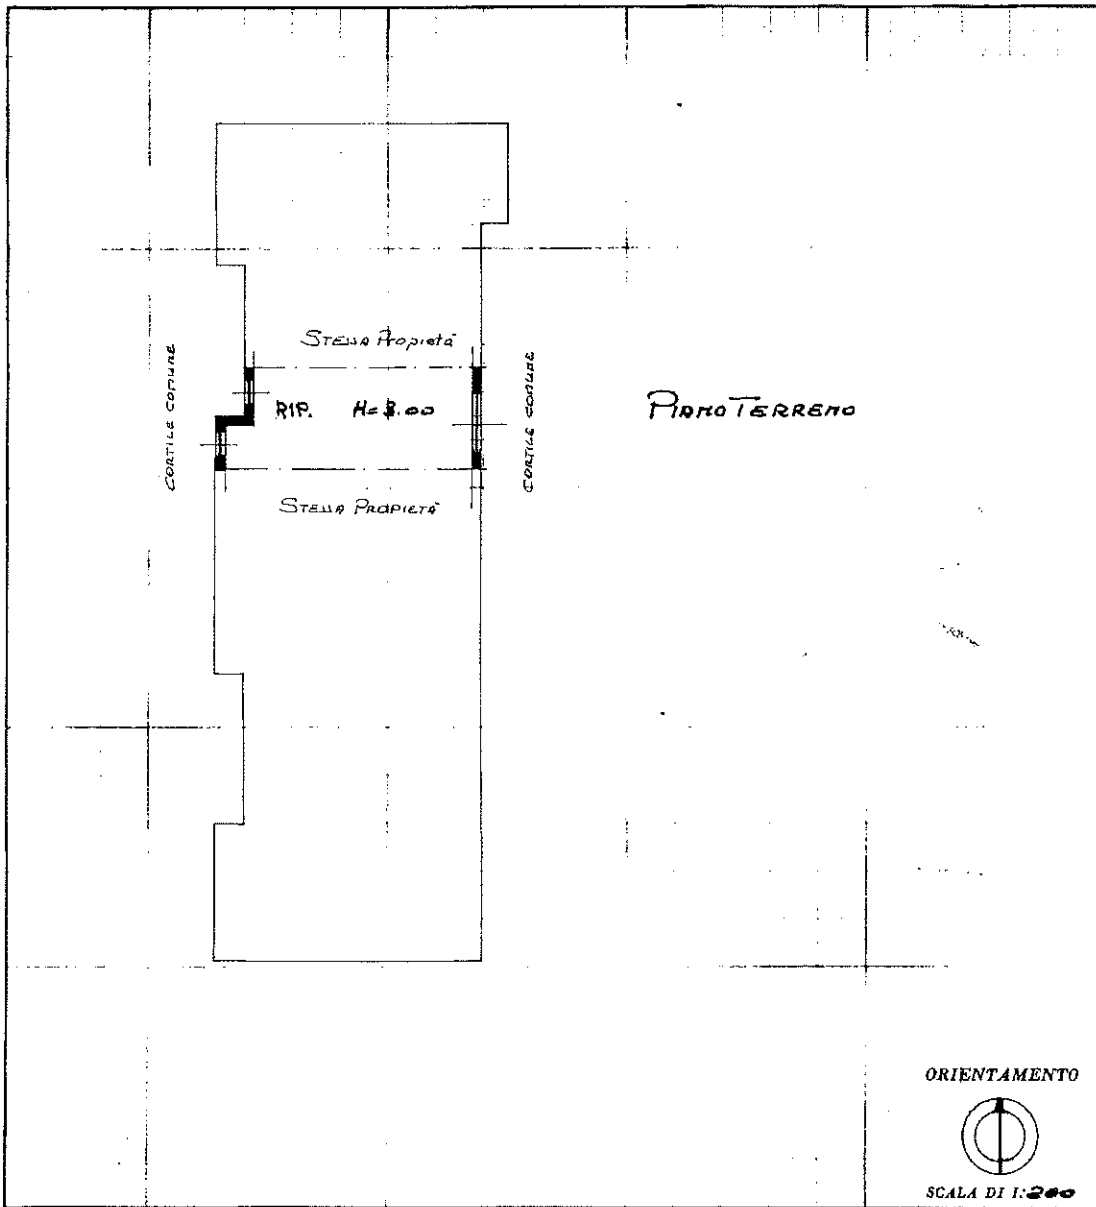 STESSA PROPIETÀ
CORTILE COMUNE
RIP. H=3.00
CORTILE COMUNE
PIANO TERRENO
STESSA PROPIETÀ
ORIENTAMENTO
SCALA DI 1:200